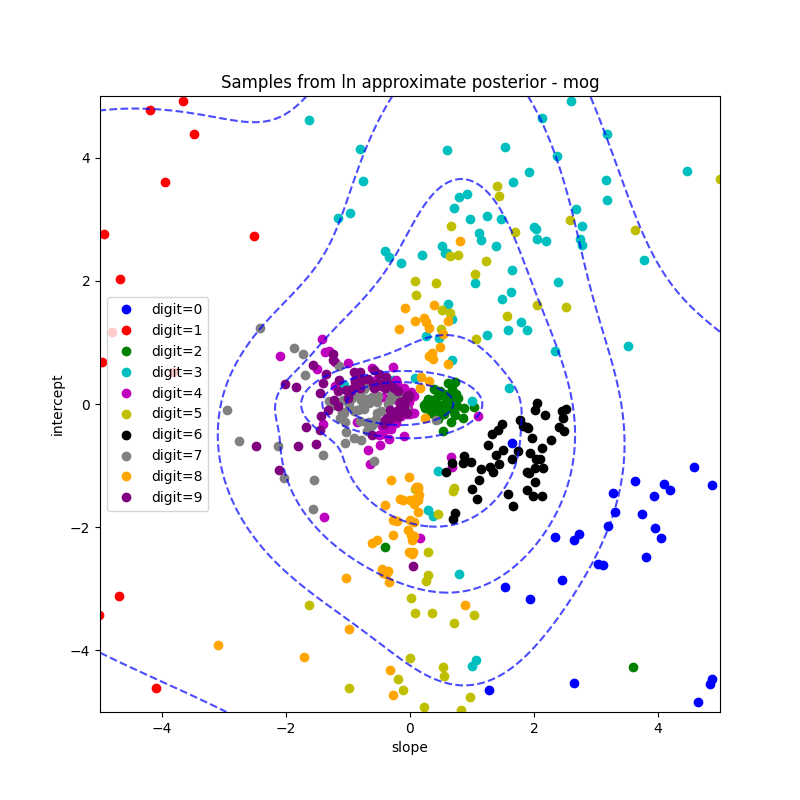 Samples from ln approximate posterior - mog
4
2
0
−2
−4
intercept
digit=0
digit=1
digit=2
digit=3
digit=4
digit=5
digit=6
digit=7
digit=8
digit=9
−4
−2
0
2
4
slope